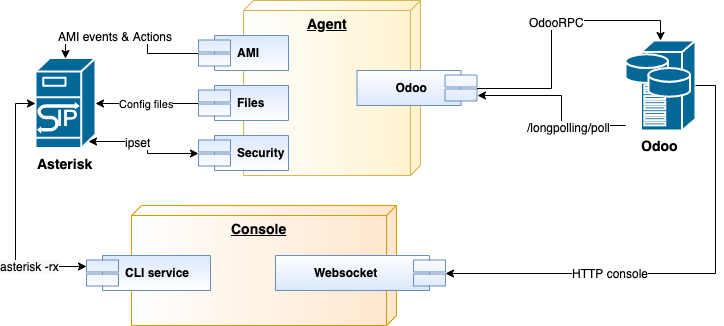 Agent
OdooRPC
AMI events & Actions
AMI
Odoo
Config files
Files
SIP
/longpolling/poll
ipset
Security
Asterisk
Odoo
Console
asterisk -rx
CLI service
Websocket
HTTP console